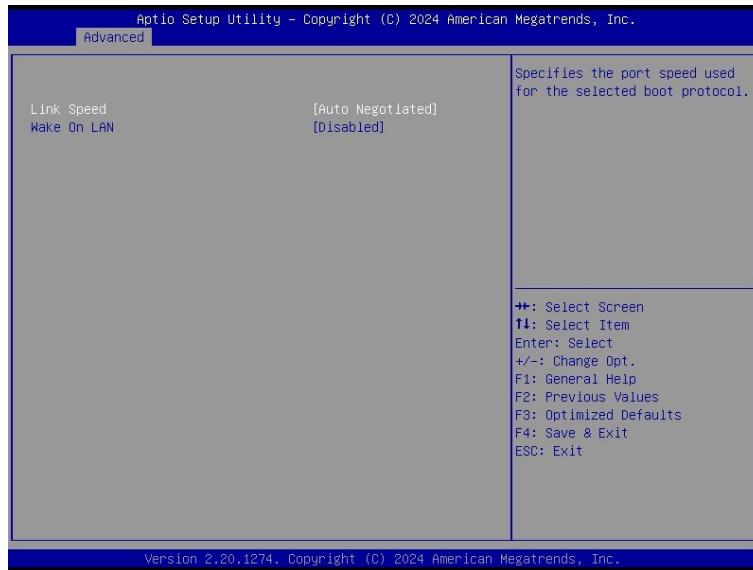 Aptio Setup Utility – Copyright (C) 2024 American Megatrends, Inc.
Advanced
Link Speed [Auto Negotiated]
Wake On LAN [Disabled]
Specifies the port speed used
for the selected boot protocol.
→←: Select Screen
↑↓: Select Item
Enter: Select
+/-: Change Opt.
F1: General Help
F2: Previous Values
F3: Optimized Defaults
F4: Save & Exit
ESC: Exit
Version 2.20.1274. Copyright (C) 2024 American Megatrends, Inc.